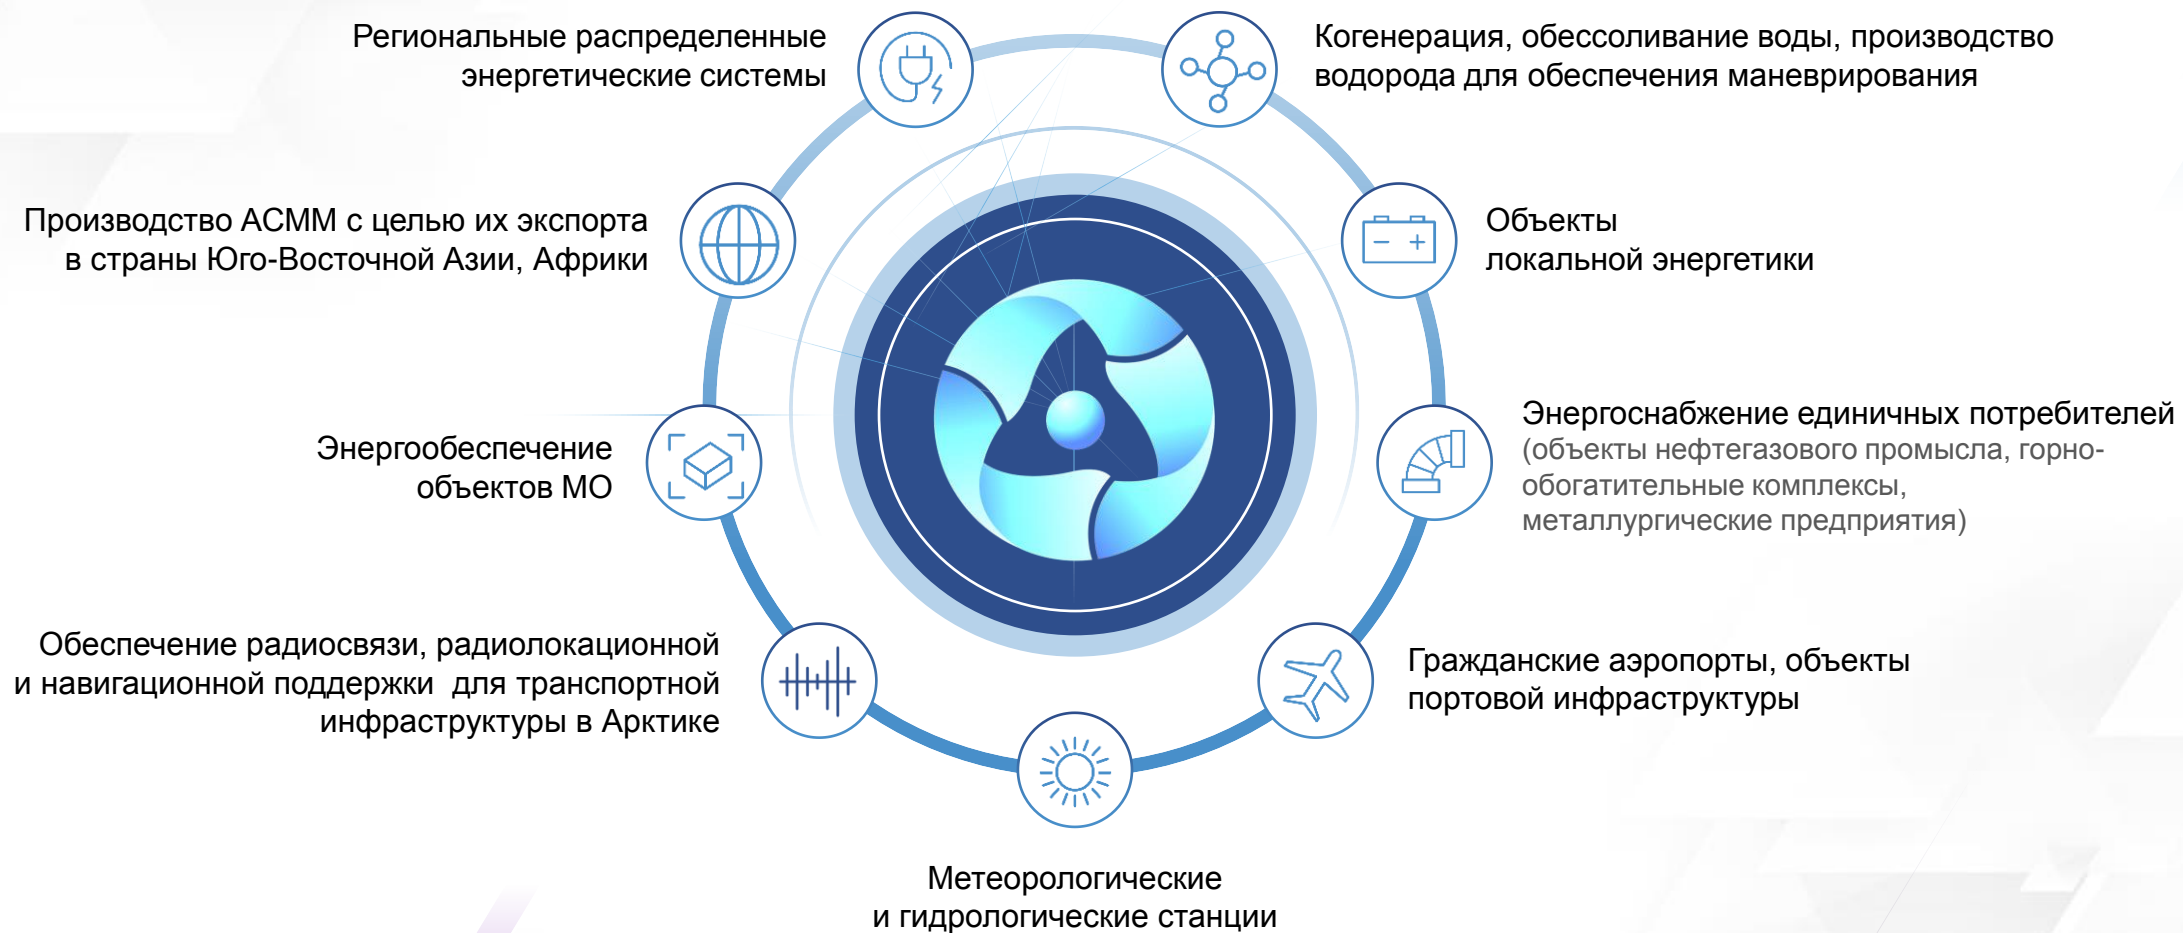 Региональные распределенные
энергетические системы
Когенерация, обессоливание воды, производство
водорода для обеспечения маневрирования
Производство АСММ с целью их экспорта
в страны Юго-Восточной Азии, Африки
Объекты
локальной энергетики
Энергообеспечение
объектов МО
Энергоснабжение единичных потребителей
(объекты нефтегазового промысла, горно-
обогатительные комплексы,
металлургические предприятия)
Обеспечение радиосвязи, радиолокационной
и навигационной поддержки  для транспортной
инфраструктуры в Арктике
Гражданские аэропорты, объекты
портовой инфраструктуры
Метеорологические
и гидрологические станции